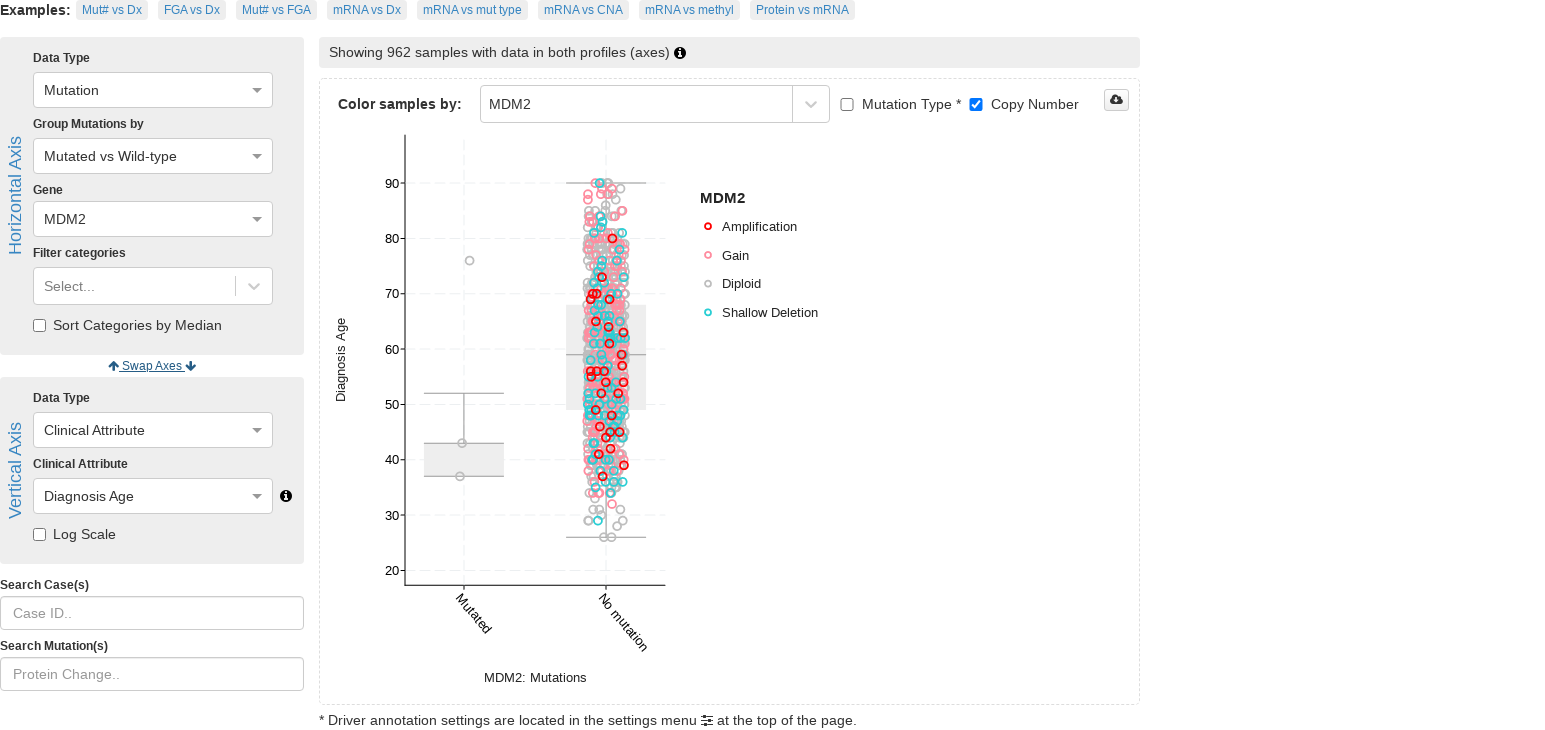 Examples: Mut# vs Dx FGA vs Dx Mut# vs FGA mRNA vs Dx mRNA vs mut type mRNA vs CNA mRNA vs methyl Protein vs mRNA
Horizontal Axis
Data Type
Mutation
Group Mutations by
Mutated vs Wild-type
Gene
MDM2
Filter categories
Select...
Sort Categories by Median
Swap Axes
Vertical Axis
Data Type
Clinical Attribute
Clinical Attribute
Diagnosis Age
Log Scale
Search Case(s)
Case ID..
Search Mutation(s)
Protein Change..
Showing 962 samples with data in both profiles (axes)
Color samples by: MDM2 Mutation Type * Copy Number
Diagnosis Age
90
80
70
60
50
40
30
20
Mutated
No mutation
MDM2: Mutations
MDM2
Amplification
Gain
Diploid
Shallow Deletion
* Driver annotation settings are located in the settings menu at the top of the page.